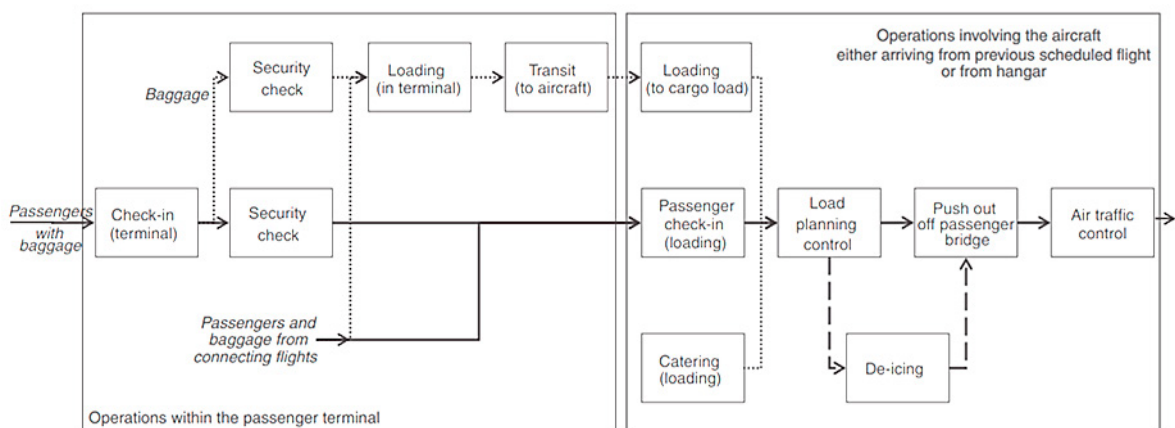 Operations involving the aircraft
either arriving from previous scheduled flight
or from hangar
Baggage
Security
check
Loading
(in terminal)
Transit
(to aircraft)
Loading
(to cargo load)
Passengers
with
baggage
Check-in
(terminal)
Security
check
Passenger
check-in
(loading)
Load
planning
control
Push out
off passenger
bridge
Air traffic
control
Passengers and
baggage from
connecting flights
Catering
(loading)
De-icing
Operations within the passenger terminal